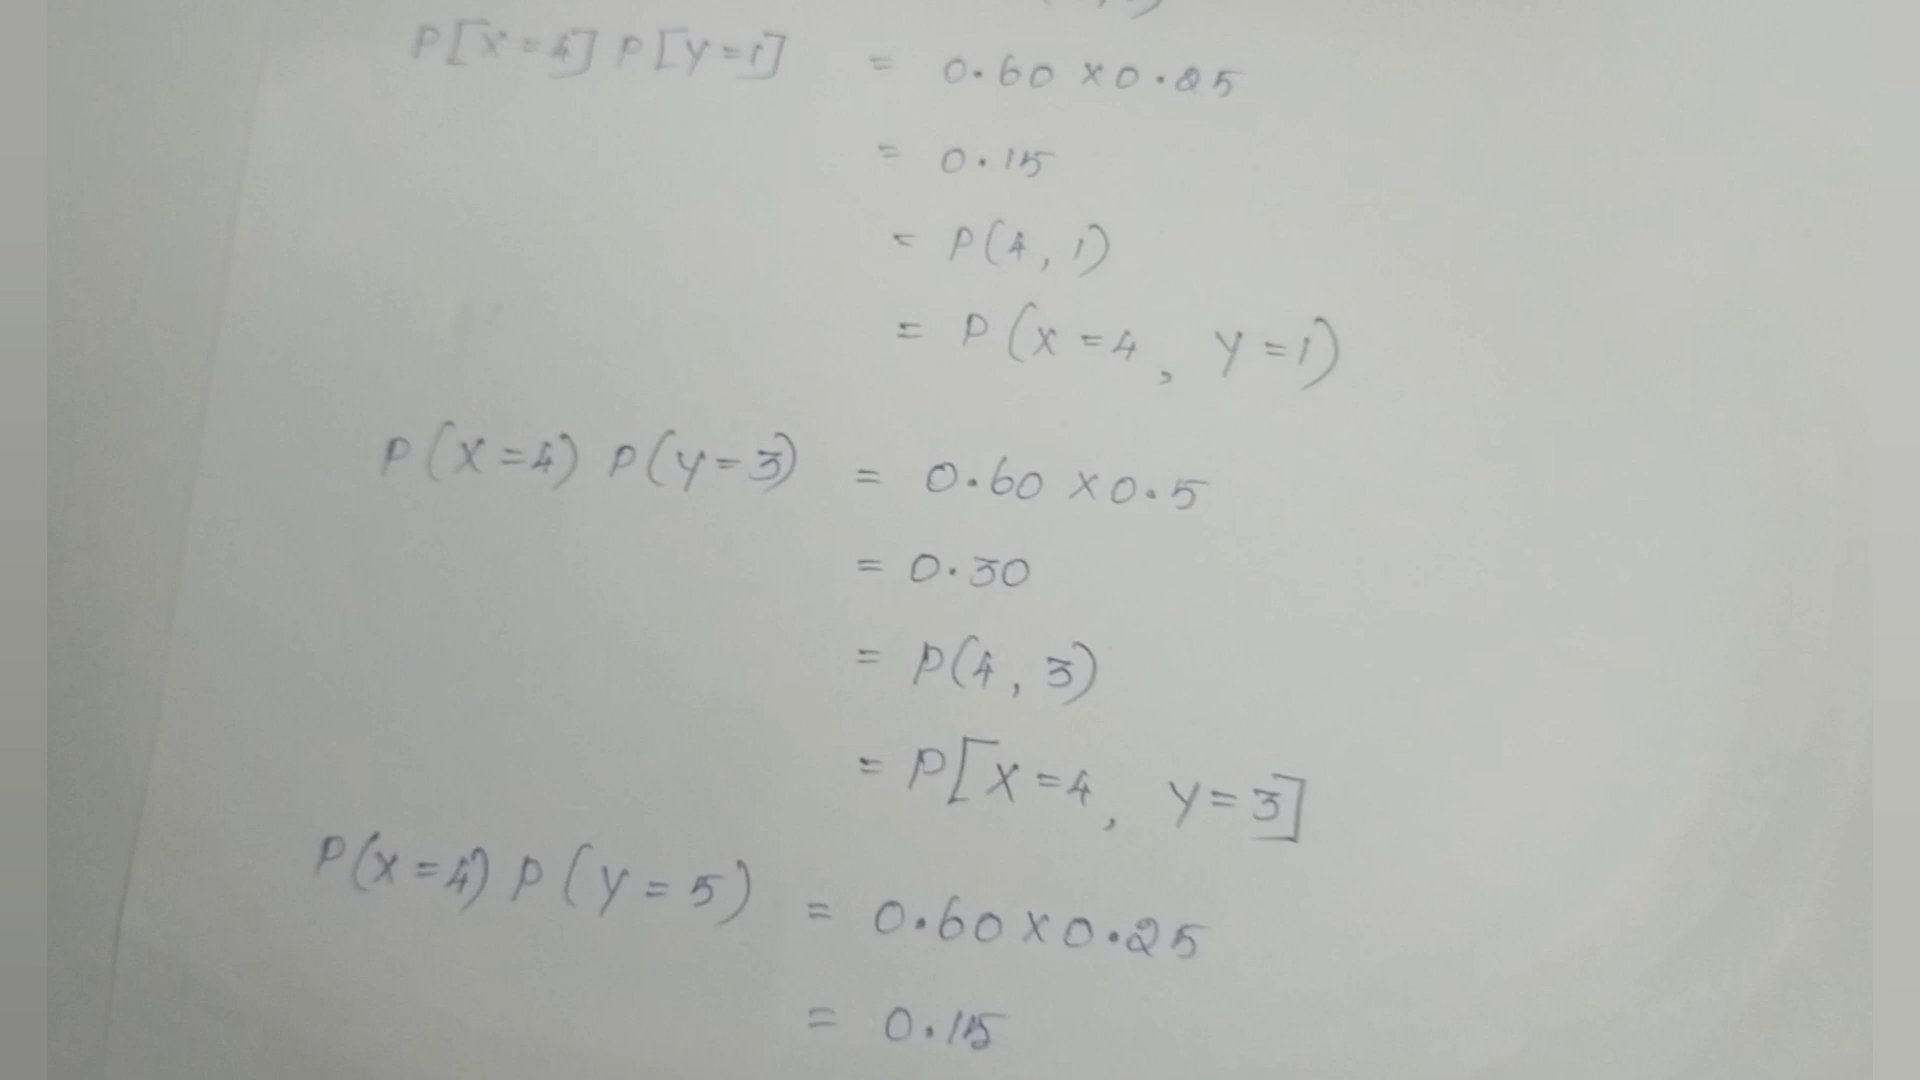 P[X=4] P[Y=1] = 0.60 × 0.25
= 0.15
= P(4, 1)
= P(X=4, Y=1)
P(X=4) P(Y=3) = 0.60 × 0.5
= 0.30
= P(4, 3)
= P[X=4, Y=3]
P(X=4) P(Y=5) = 0.60 × 0.25
= 0.15